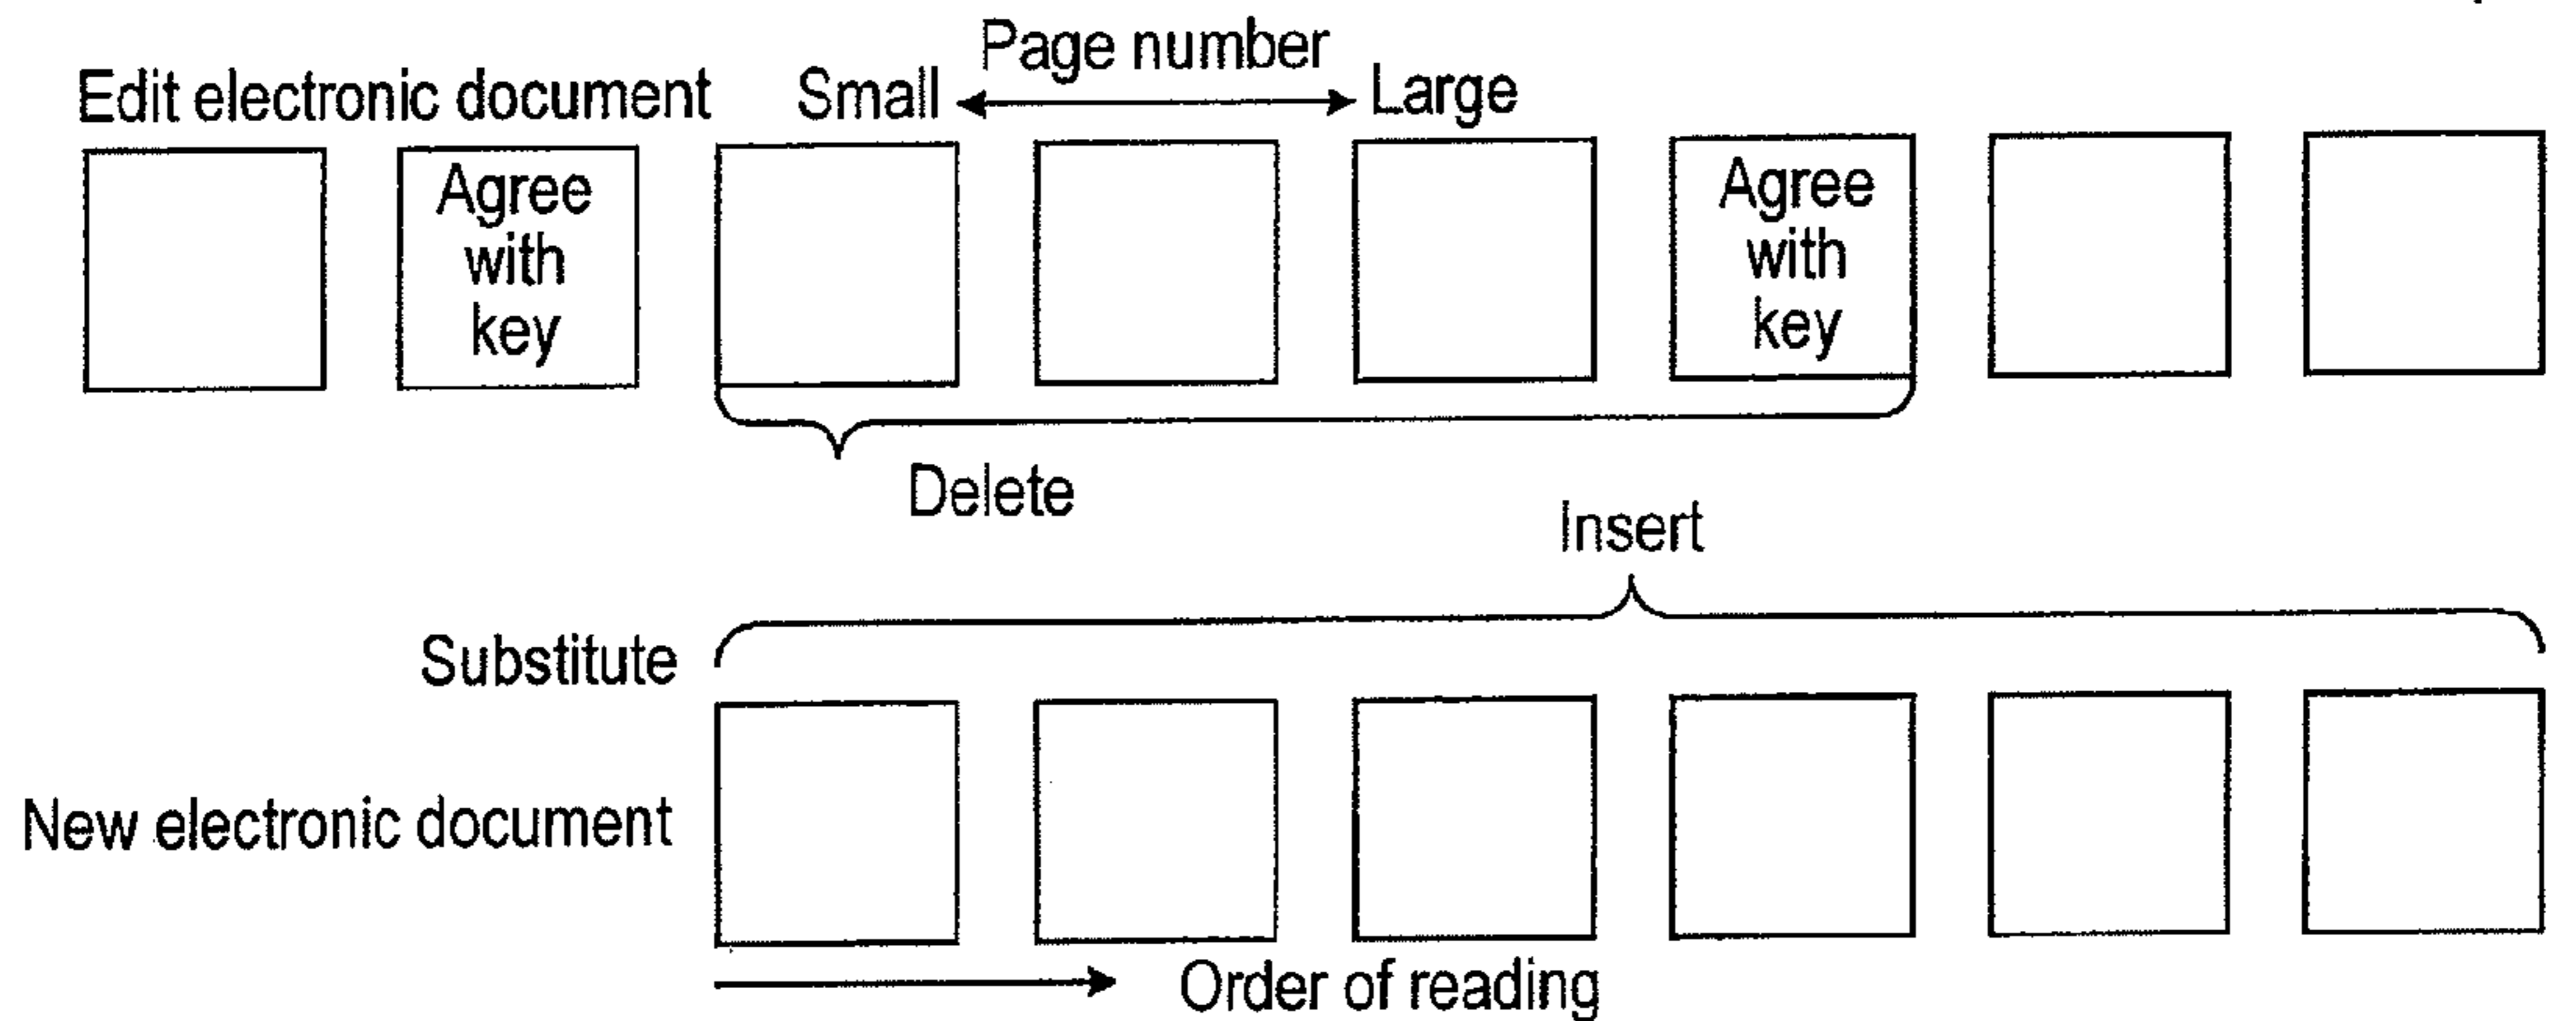 Page number
Edit electronic document Small Large
Agree
with
key
Agree
with
key
Delete
Insert
Substitute
New electronic document
Order of reading